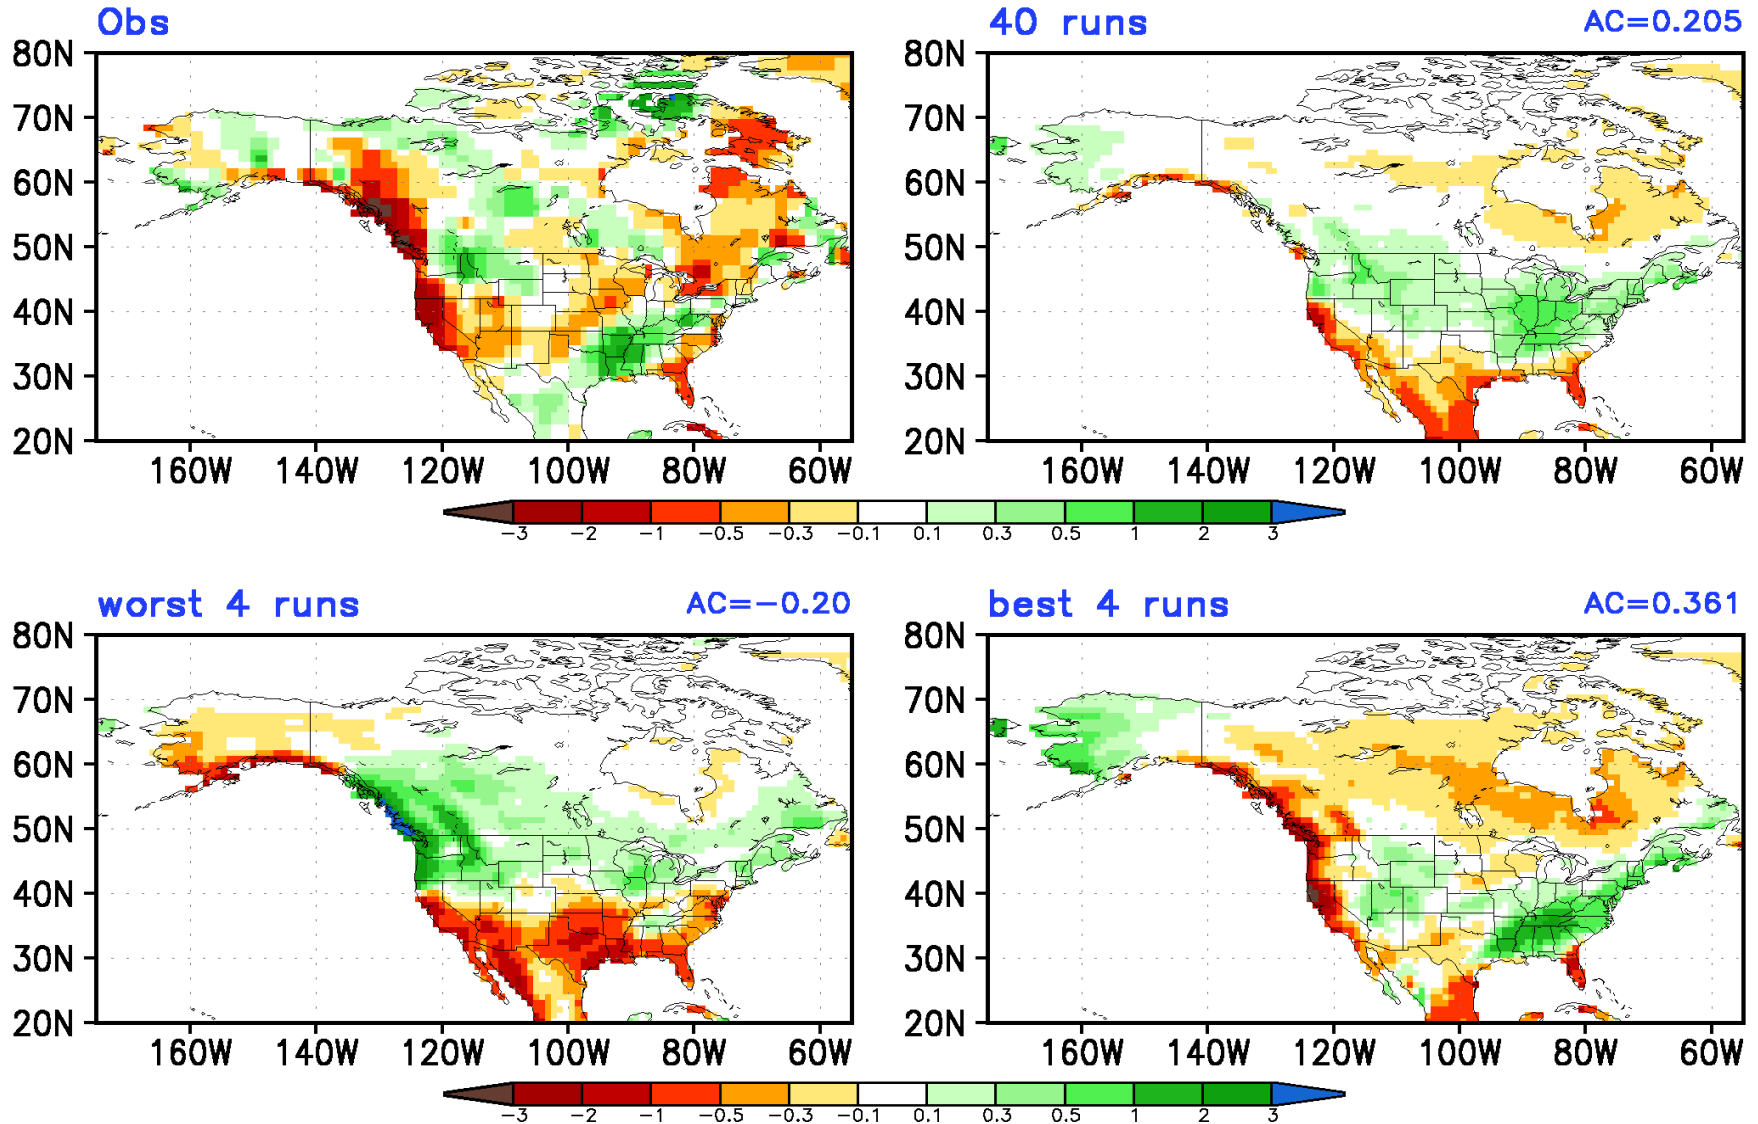 Obs
40 runs AC=0.205
80N
70N
60N
50N
40N
30N
20N
160W 140W 120W 100W 80W 60W
80N
70N
60N
50N
40N
30N
20N
160W 140W 120W 100W 80W 60W
-3 -2 -1 -0.5 -0.3 -0.1 0.1 0.3 0.5 1 2 3
worst 4 runs AC=-0.20
best 4 runs AC=0.361
80N
70N
60N
50N
40N
30N
20N
160W 140W 120W 100W 80W 60W
80N
70N
60N
50N
40N
30N
20N
160W 140W 120W 100W 80W 60W
-3 -2 -1 -0.5 -0.3 -0.1 0.1 0.3 0.5 1 2 3